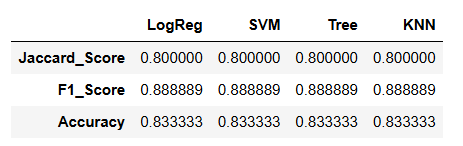 LogReg SVM Tree KNN
Jaccard_Score 0.800000 0.800000 0.800000 0.800000
F1_Score 0.888889 0.888889 0.888889 0.888889
Accuracy 0.833333 0.833333 0.833333 0.833333